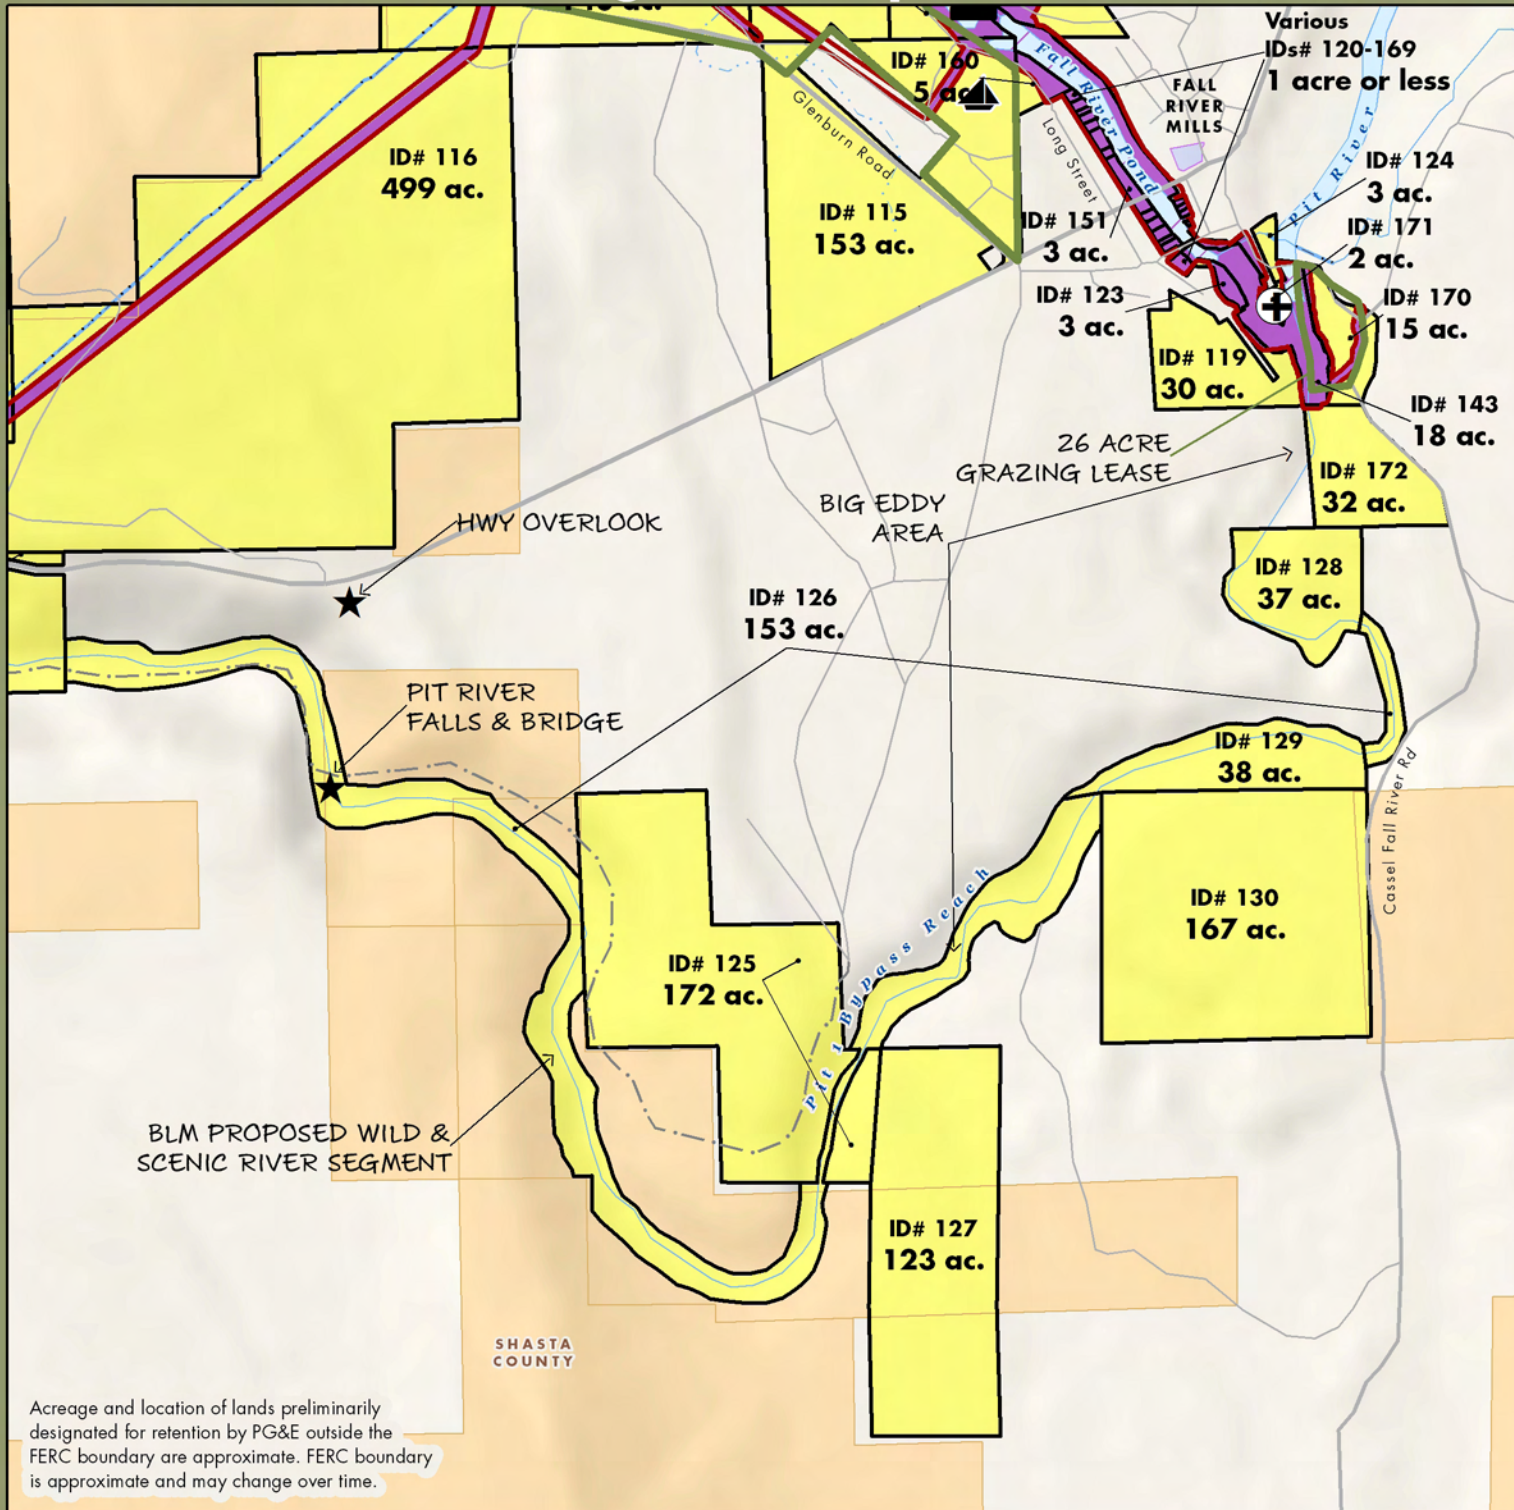 Various
IDs# 120-169
1 acre or less
ID# 160
5 ac.
Fall River Pond
FALL
RIVER
MILLS
Pit River
Glenburn Road
Long Street
ID# 116
499 ac.
ID# 124
3 ac.
ID# 115
153 ac.
ID# 151
3 ac.
ID# 171
2 ac.
ID# 123
3 ac.
ID# 170
15 ac.
ID# 119
30 ac.
ID# 143
18 ac.
26 ACRE
GRAZING LEASE
ID# 172
32 ac.
BIG EDDY
AREA
HWY OVERLOOK
ID# 128
37 ac.
ID# 126
153 ac.
PIT RIVER
FALLS & BRIDGE
ID# 129
38 ac.
Cassel Fall River Rd
ID# 130
167 ac.
ID# 125
172 ac.
Pit 1 Bypass Reach
BLM PROPOSED WILD &
SCENIC RIVER SEGMENT
ID# 127
123 ac.
SHASTA
COUNTY
Acreage and location of lands preliminarily
designated for retention by PG&E outside the
FERC boundary are approximate. FERC boundary
is approximate and may change over time.